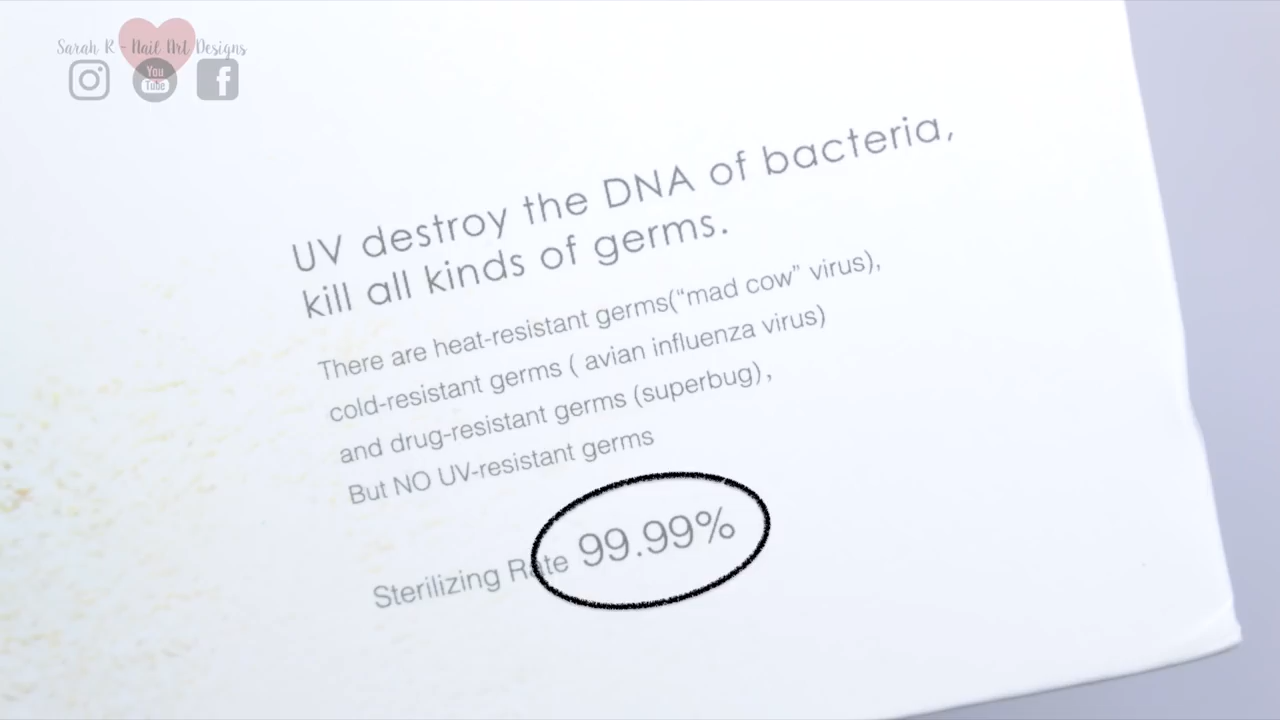 Sarah R - Nail Art Designs
You
Tube
f
UV destroy the DNA of bacteria,
kill all kinds of germs.
There are heat-resistant germs(“mad cow” virus),
cold-resistant germs ( avian influenza virus)
and drug-resistant germs (superbug),
But NO UV-resistant germs
Sterilizing Rate 99.99%